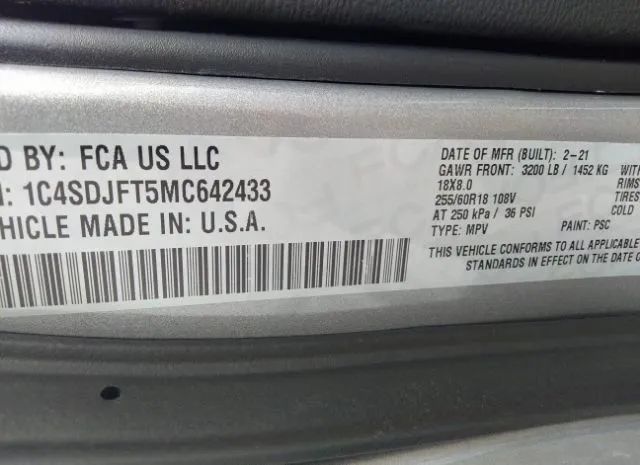 D BY: FCA US LLC
: 1C4SDJFT5MC642433
EHICLE MADE IN: U.S.A.
DATE OF MFR (BUILT): 2-21
GAWR FRONT: 3200 LB / 1452 KG WITH
18X8.0 RIMS
255/60R18 108V TIRES
AT 250 kPa / 36 PSI COLD
TYPE: MPV PAINT: PSC
THIS VEHICLE CONFORMS TO ALL APPLICABLE
STANDARDS IN EFFECT ON THE DATE O